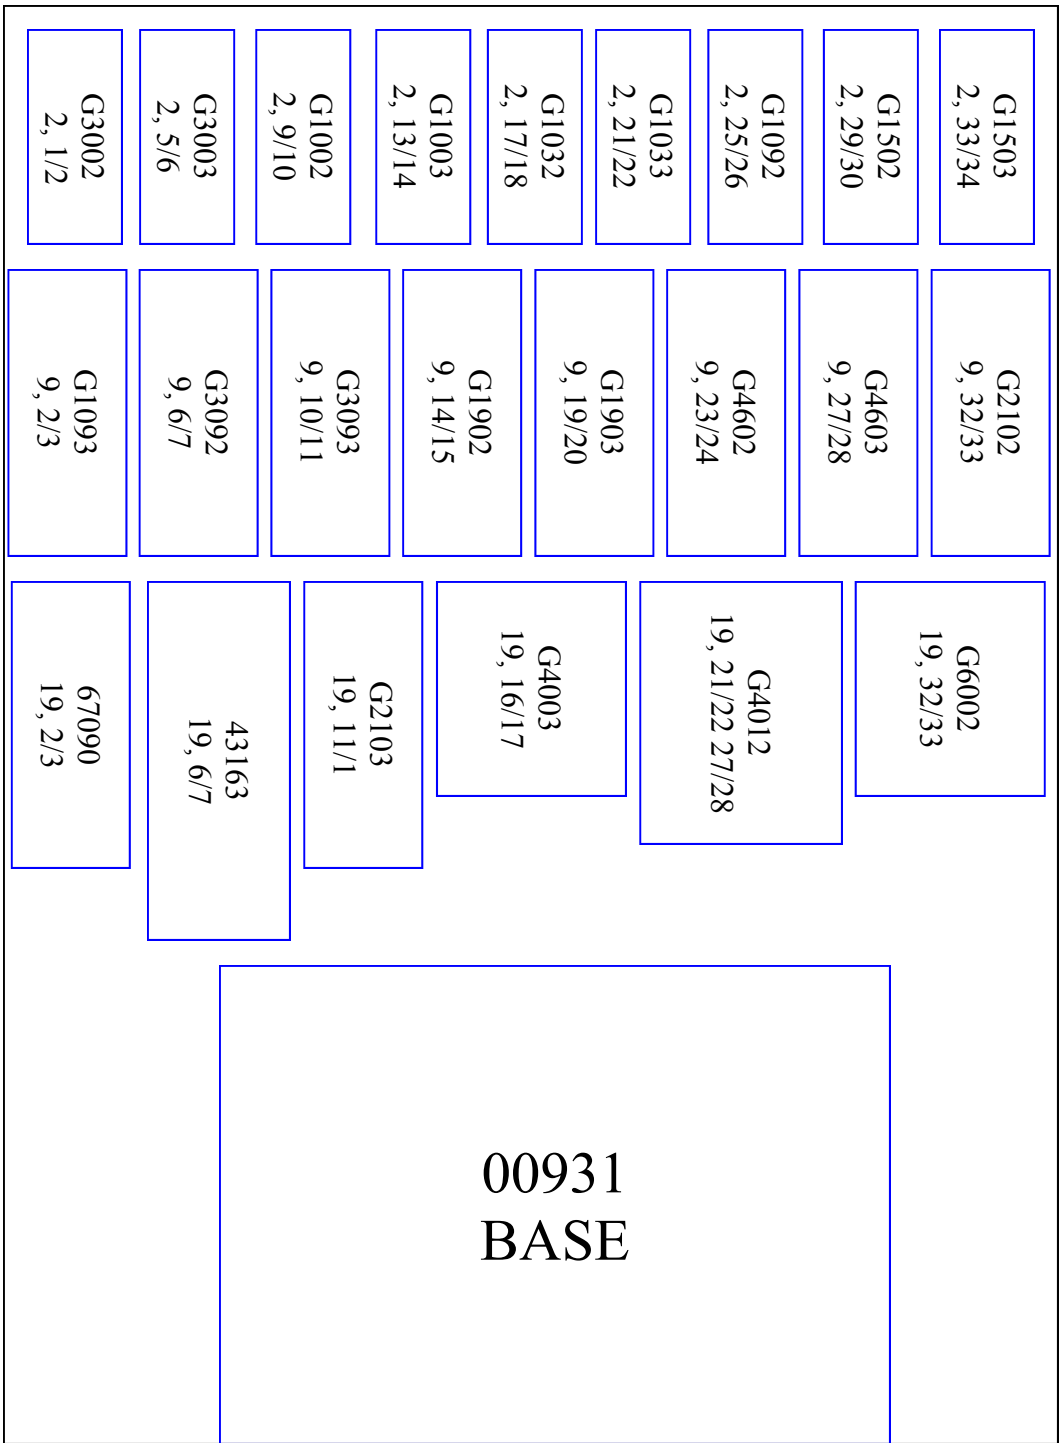 G3002
2, 1/2
G3003
2, 5/6
G1002
2, 9/10
G1003
2, 13/14
G1032
2, 17/18
G1033
2, 21/22
G1092
2, 25/26
G1502
2, 29/30
G1503
2, 33/34
G1093
9, 2/3
G3092
9, 6/7
G3093
9, 10/11
G1902
9, 14/15
G1903
9, 19/20
G4602
9, 23/24
G4603
9, 27/28
G2102
9, 32/33
67090
19, 2/3
43163
19, 6/7
G2103
19, 11/1
G4003
19, 16/17
G4012
19, 21/22 27/28
G6002
19, 32/33
00931
BASE